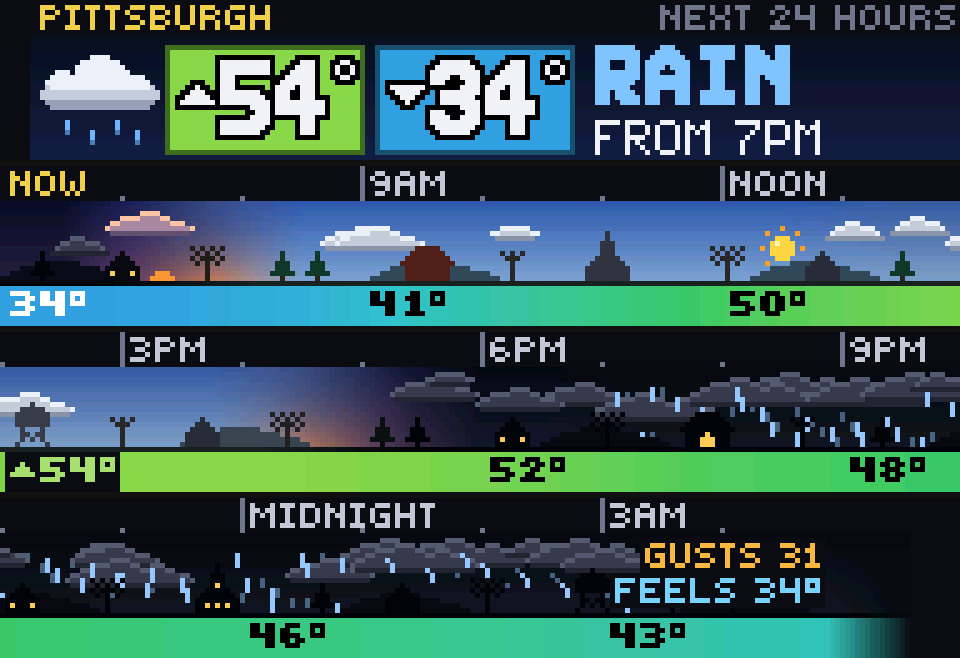 PITTSBURGH NEXT 24 HOURS
54° 34° RAIN
FROM 7PM
NOW 9AM NOON
34° 41° 50°
3PM 6PM 9PM
54° 52° 48°
MIDNIGHT 3AM
GUSTS 31
FEELS 34°
46° 43°